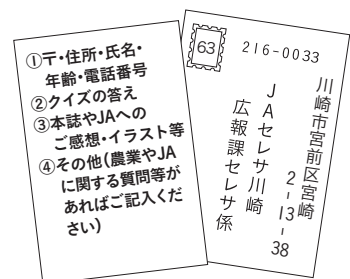 ①〒・住所・氏名・
年齢・電話番号
②クイズの答え
③本誌やJAへの
ご感想・イラスト等
④その他(農業やJA
に関する質問等が
あればご記入くだ
さい)
63
216-0033
川崎市宮前区宮崎
2-13-38
JAセレサ川崎
広報課セレサ係